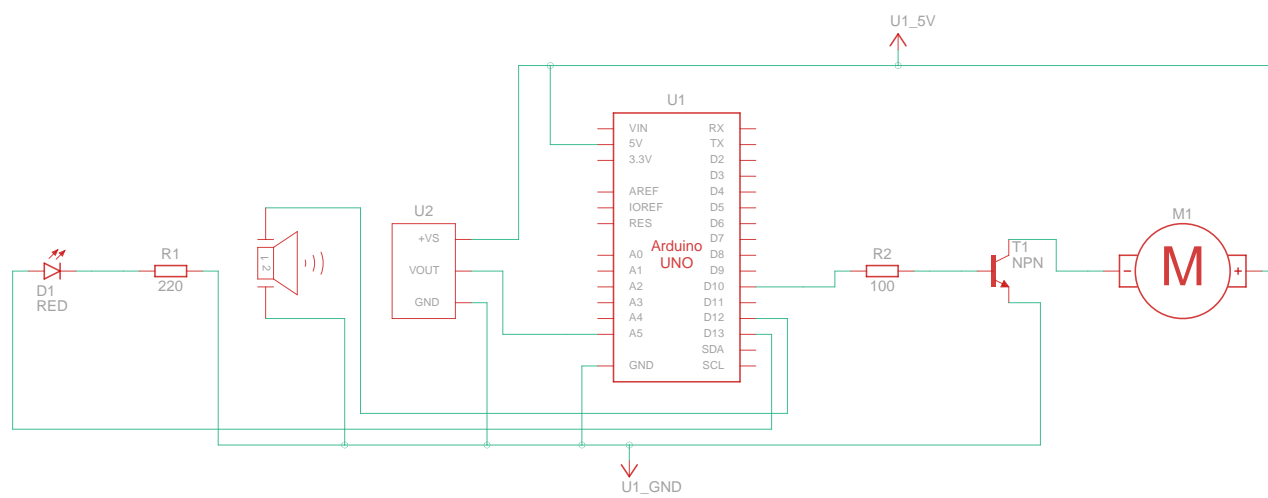 U1_5V
U1
VIN
5V
3.3V
AREF
IOREF
RES
A0
A1
A2
A3
A4
A5
GND
RX
TX
D2
D3
D4
D5
D6
D7
D8
D9
D10
D11
D12
D13
SDA
SCL
Arduino
UNO
U2
+VS
VOUT
GND
1
2
D1
RED
R1
220
R2
100
T1
NPN
M1
-
M
+
U1_GND